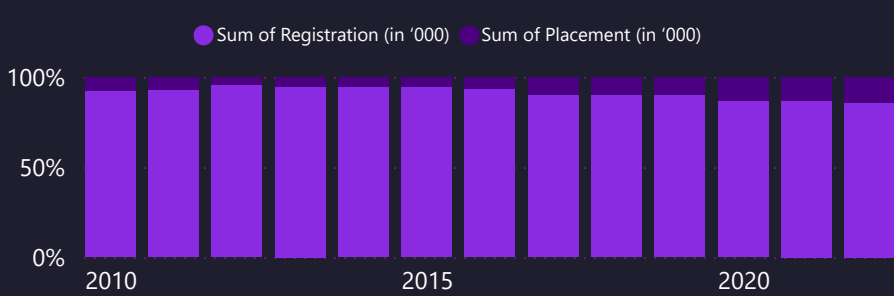 Sum of Registration (in ‘000) Sum of Placement (in ‘000)
100%
50%
0%
2010 2015 2020